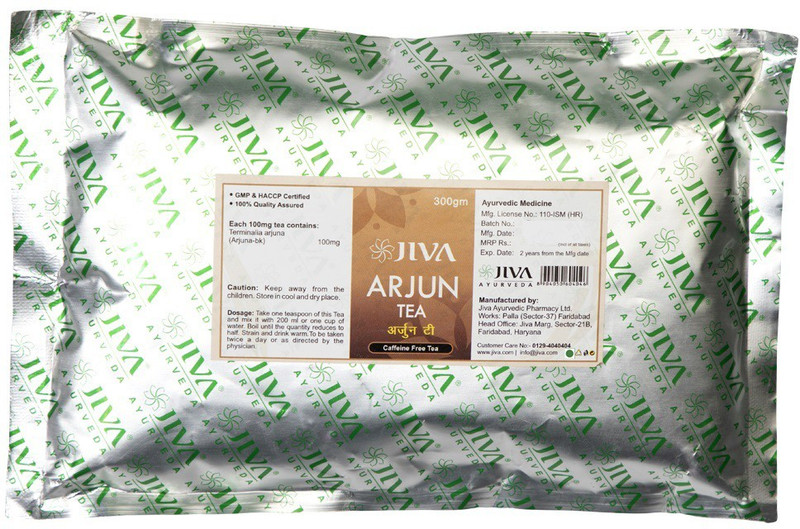 • GMP & HACCP Certified
• 100% Quality Assured
Each 100mg tea contains:
Terminalia arjuna
(Arjuna-bk) 100mg
Caution: Keep away from the
children. Store in cool and dry place.
Dosage: Take one teaspoon of this Tea
and mix it with 200 ml or one cup of
water. Boil until the quantity reduces to
half. Strain and drink warm. To be taken
twice a day or as directed by the
physician.
300gm
JIVA
ARJUN
TEA
अर्जुन टी
Caffeine Free Tea
Ayurvedic Medicine
Mfg. License No.: 110-ISM (HR)
Batch No.:
Mfg. Date:
MRP Rs.: (incl of all taxes)
Exp. Date: 2 years from the Mfg date
JIVA
AYURVEDA
Manufactured by:
Jiva Ayurvedic Pharmacy Ltd.
Works: Palla (Sector-37) Faridabad
Head Office: Jiva Marg, Sector-21B,
Faridabad, Haryana
Customer Care No:- 0129-4040404
www.jiva.com | info@jiva.com
JIVA
AYURVEDA